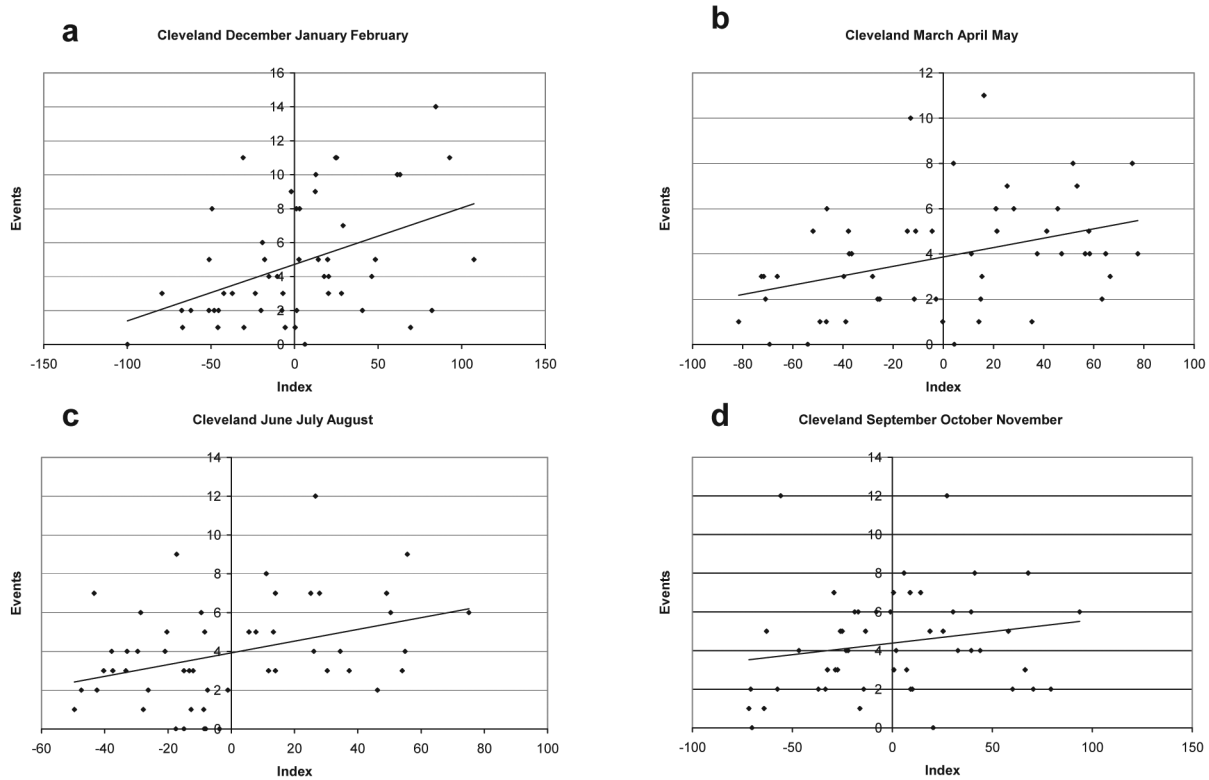 a
Cleveland December January February
16
14
12
10
8
6
4
2
0
-150 -100 -50 0 50 100 150
Events
Index
b
Cleveland March April May
12
10
8
6
4
2
0
-100 -80 -60 -40 -20 0 20 40 60 80 100
Events
Index
c
Cleveland June July August
14
12
10
8
6
4
2
0
-60 -40 -20 0 20 40 60 80 100
Events
Index
d
Cleveland September October November
14
12
10
8
6
4
2
0
-100 -50 0 50 100 150
Events
Index